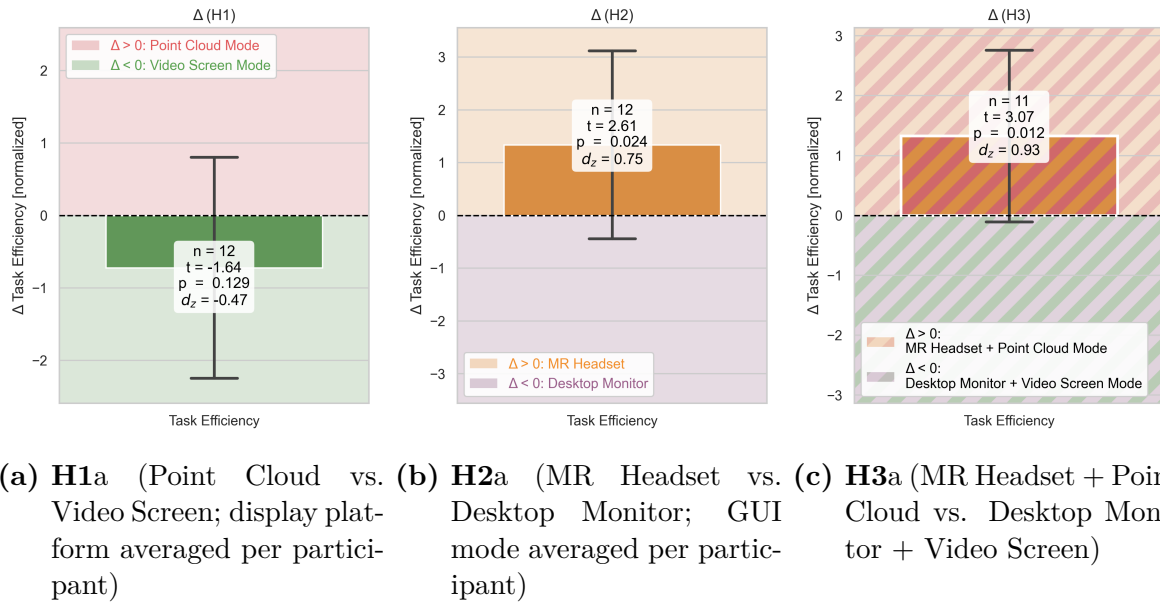 Δ (H1)
Δ > 0: Point Cloud Mode
Δ < 0: Video Screen Mode
2
1
0
−1
−2
Δ Task Efficiency [normalized]
n = 12
t = -1.64
p = 0.129
dz = -0.47
Task Efficiency
Δ (H2)
3
2
1
0
−1
−2
−3
Δ Task Efficiency [normalized]
n = 12
t = 2.61
p = 0.024
dz = 0.75
Δ > 0: MR Headset
Δ < 0: Desktop Monitor
Task Efficiency
Δ (H3)
3
2
1
0
−1
−2
−3
Δ Task Efficiency [normalized]
n = 11
t = 3.07
p = 0.012
dz = 0.93
Δ > 0:
MR Headset + Point Cloud Mode
Δ < 0:
Desktop Monitor + Video Screen Mode
Task Efficiency
(a) H1a (Point Cloud vs.
Video Screen; display plat-
form averaged per partici-
pant)
(b) H2a (MR Headset vs.
Desktop Monitor; GUI
mode averaged per partic-
ipant)
(c) H3a (MR Headset + Poin
Cloud vs. Desktop Mon
tor + Video Screen)